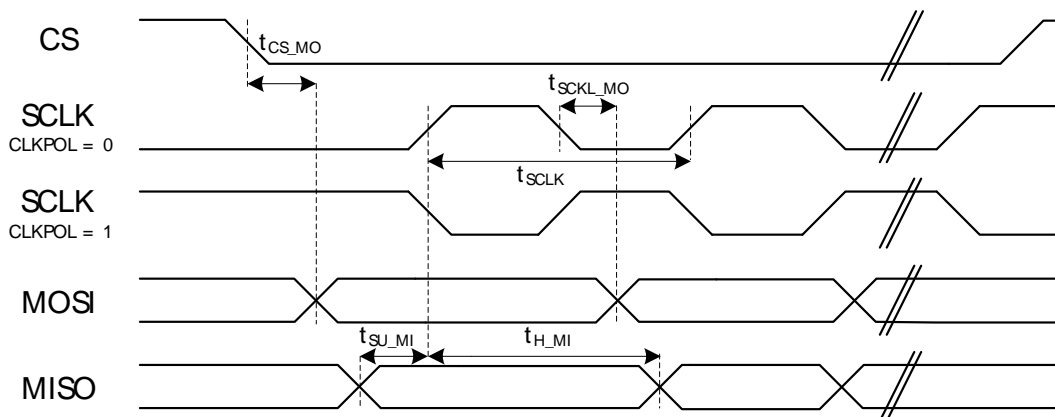 CS
tCS_MO
SCLK
CLKPOL = 0
tSCKL_MO
tSCLK
SCLK
CLKPOL = 1
MOSI
tSU_MI
tH_MI
MISO